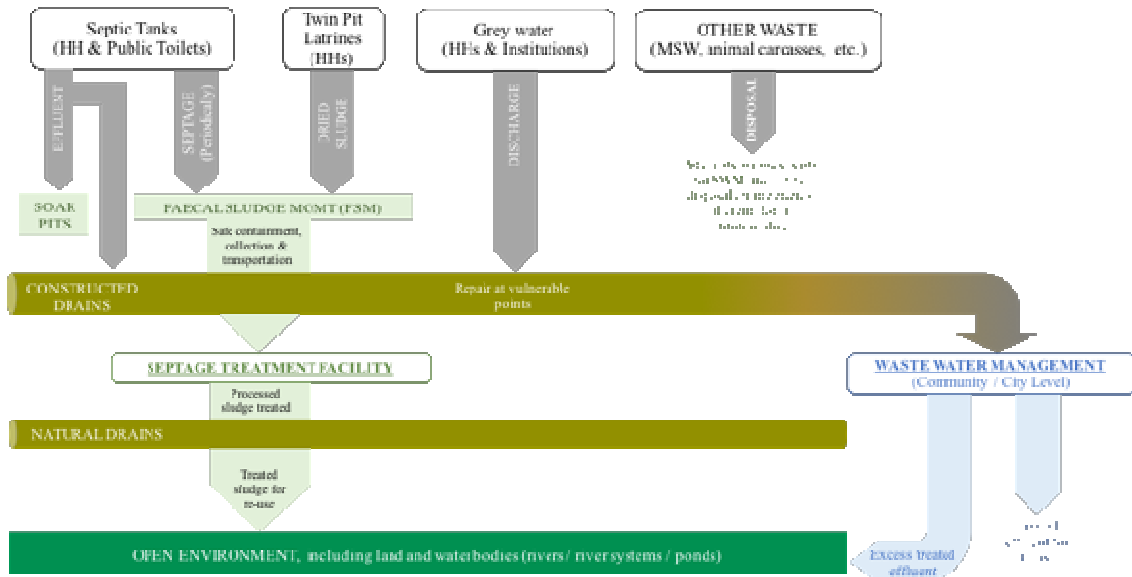 Septic Tanks
(HH & Public Toilets)
Twin Pit
Latrines
(HHs)
Grey water
(HHs & Institutions)
OTHER WASTE
(MSW, animal carcasses, etc.)
EFFLUENT
SEPTAGE
(Periodically)
DRIED
SLUDGE
DISCHARGE
DISPOSAL
SOAK
PITS
FAECAL SLUDGE MGMT (FSM)
Safe containment,
collection &
transportation
CONSTRUCTED
DRAINS
Repair at vulnerable
points
SEPTAGE TREATMENT FACILITY
WASTE WATER MANAGEMENT
(Community / City Level)
Processed
sludge treated
NATURAL DRAINS
Treated
sludge for
re-use
OPEN ENVIRONMENT, including land and waterbodies (rivers / river systems / ponds)
Excess treated
effluent